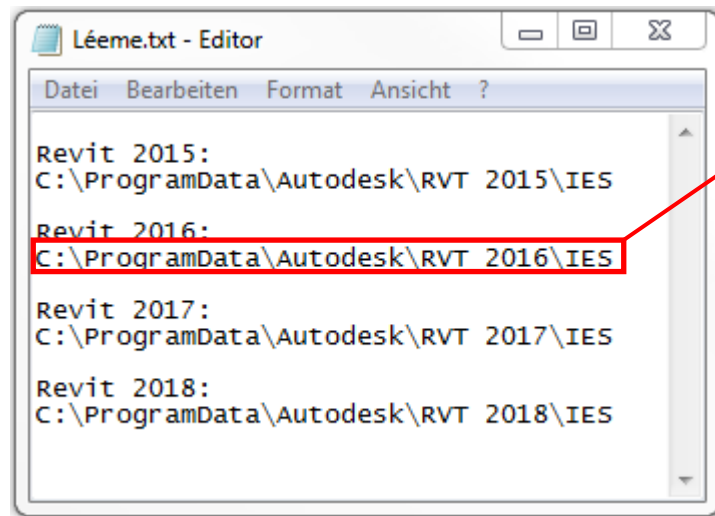 Léeme.txt - Editor
Datei Bearbeiten Format Ansicht ?
Revit 2015:
C:\ProgramData\Autodesk\RVT 2015\IES
Revit 2016:
C:\ProgramData\Autodesk\RVT 2016\IES
Revit 2017:
C:\ProgramData\Autodesk\RVT 2017\IES
Revit 2018:
C:\ProgramData\Autodesk\RVT 2018\IES